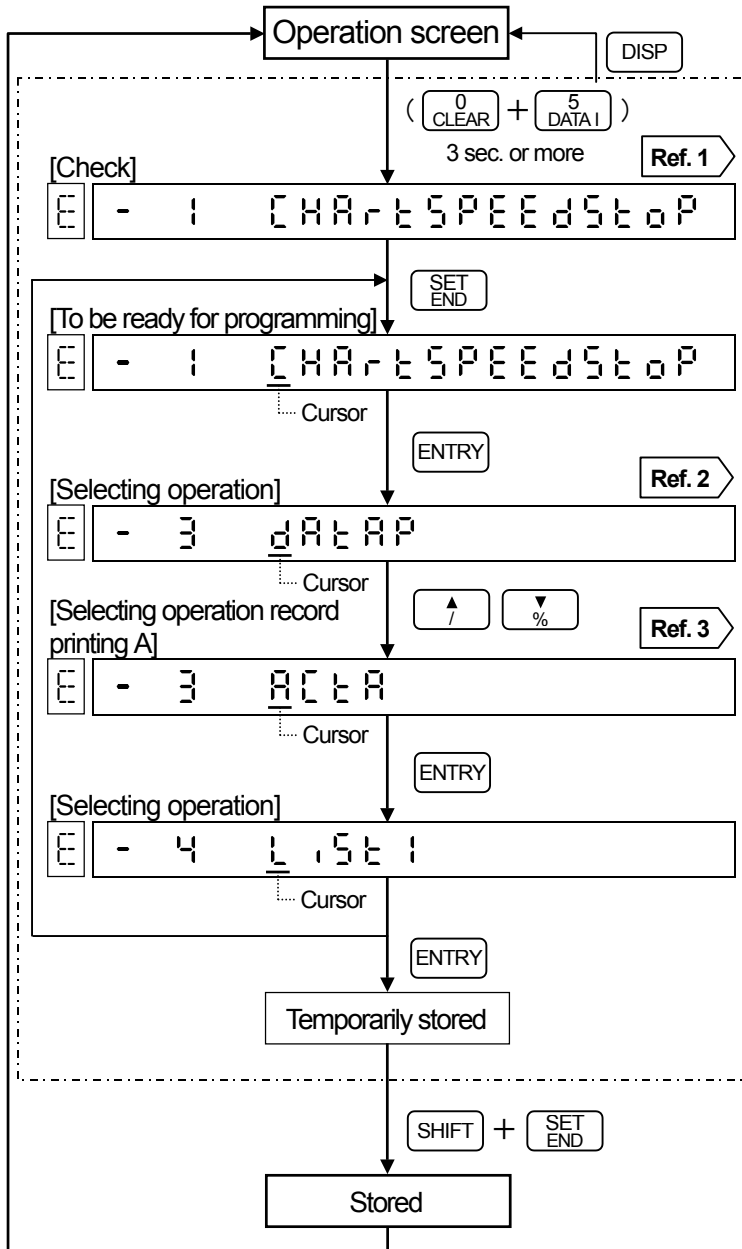 Operation screen
DISP
( 0 CLEAR + 5 DATA I )
3 sec. or more
Ref. 1
[Check]
E - 1 CHArtSPEEdStoP
SET
END
[To be ready for programming]
E - 1 CHArtSPEEdStoP
Cursor
ENTRY
Ref. 2
[Selecting operation]
E - 3 dAtAP
Cursor
▲ / ▼ %
[Selecting operation record
printing A]
Ref. 3
E - 3 ACtA
Cursor
ENTRY
[Selecting operation]
E - 4 LiSt1
Cursor
ENTRY
Temporarily stored
SHIFT + SET END
Stored